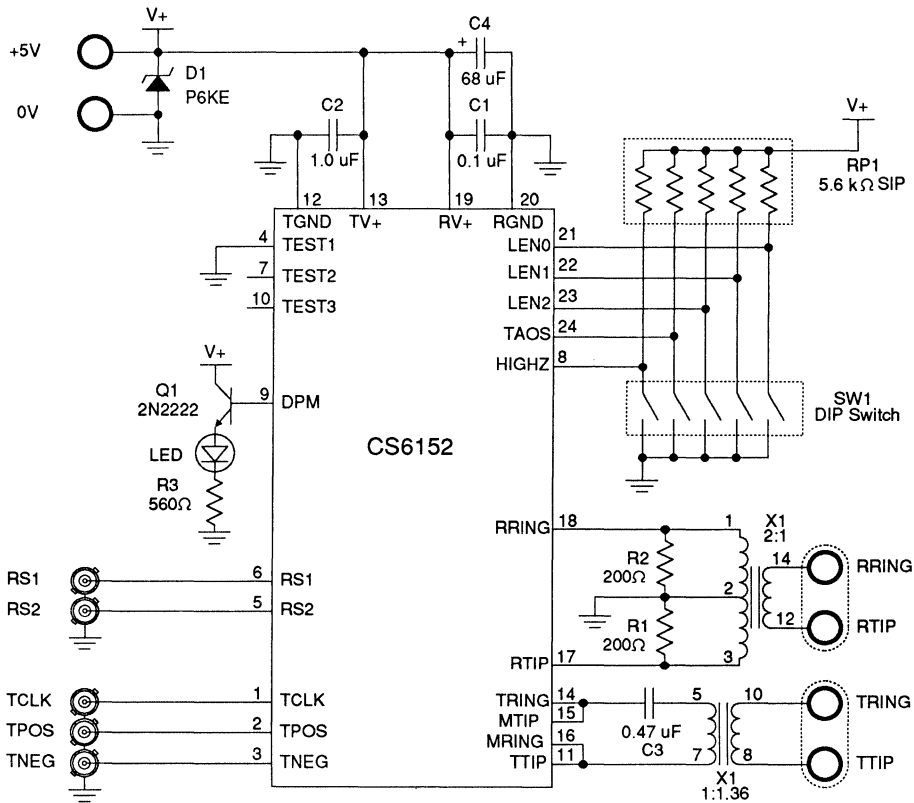 V+
C4
+5V
+
D1
68 uF
P6KE
C2
C1
0V
V+
1.0 uF
0.1 uF
RP1
5.6 kΩ SIP
12 13 19 20
TGND TV+ RV+ RGND
4 TEST1
LEN0 21
7 TEST2
LEN1 22
10 TEST3
LEN2 23
TAOS 24
V+
HIGHZ 8
Q1
2N2222
9 DPM
SW1
DIP Switch
CS6152
LED
R3
560Ω
RRING 18
1
X1
2:1
R2
200Ω
14
RRING
RS1
6 RS1
2
RS2
5 RS2
R1
200Ω
12
RTIP
RTIP 17
3
TCLK
1 TCLK
TRING 14
5
10
TRING
MTIP 15
TPOS
2 TPOS
0.47 uF
C3
MRING 16
TNEG
3 TNEG
TTIP 11
7
8
TTIP
X1
1:1.36